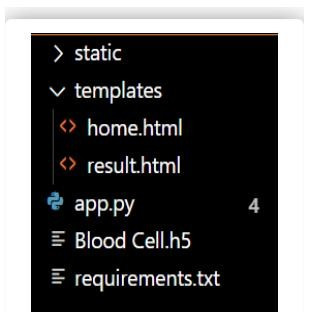 static
templates
home.html
result.html
app.py 4
Blood Cell.h5
requirements.txt